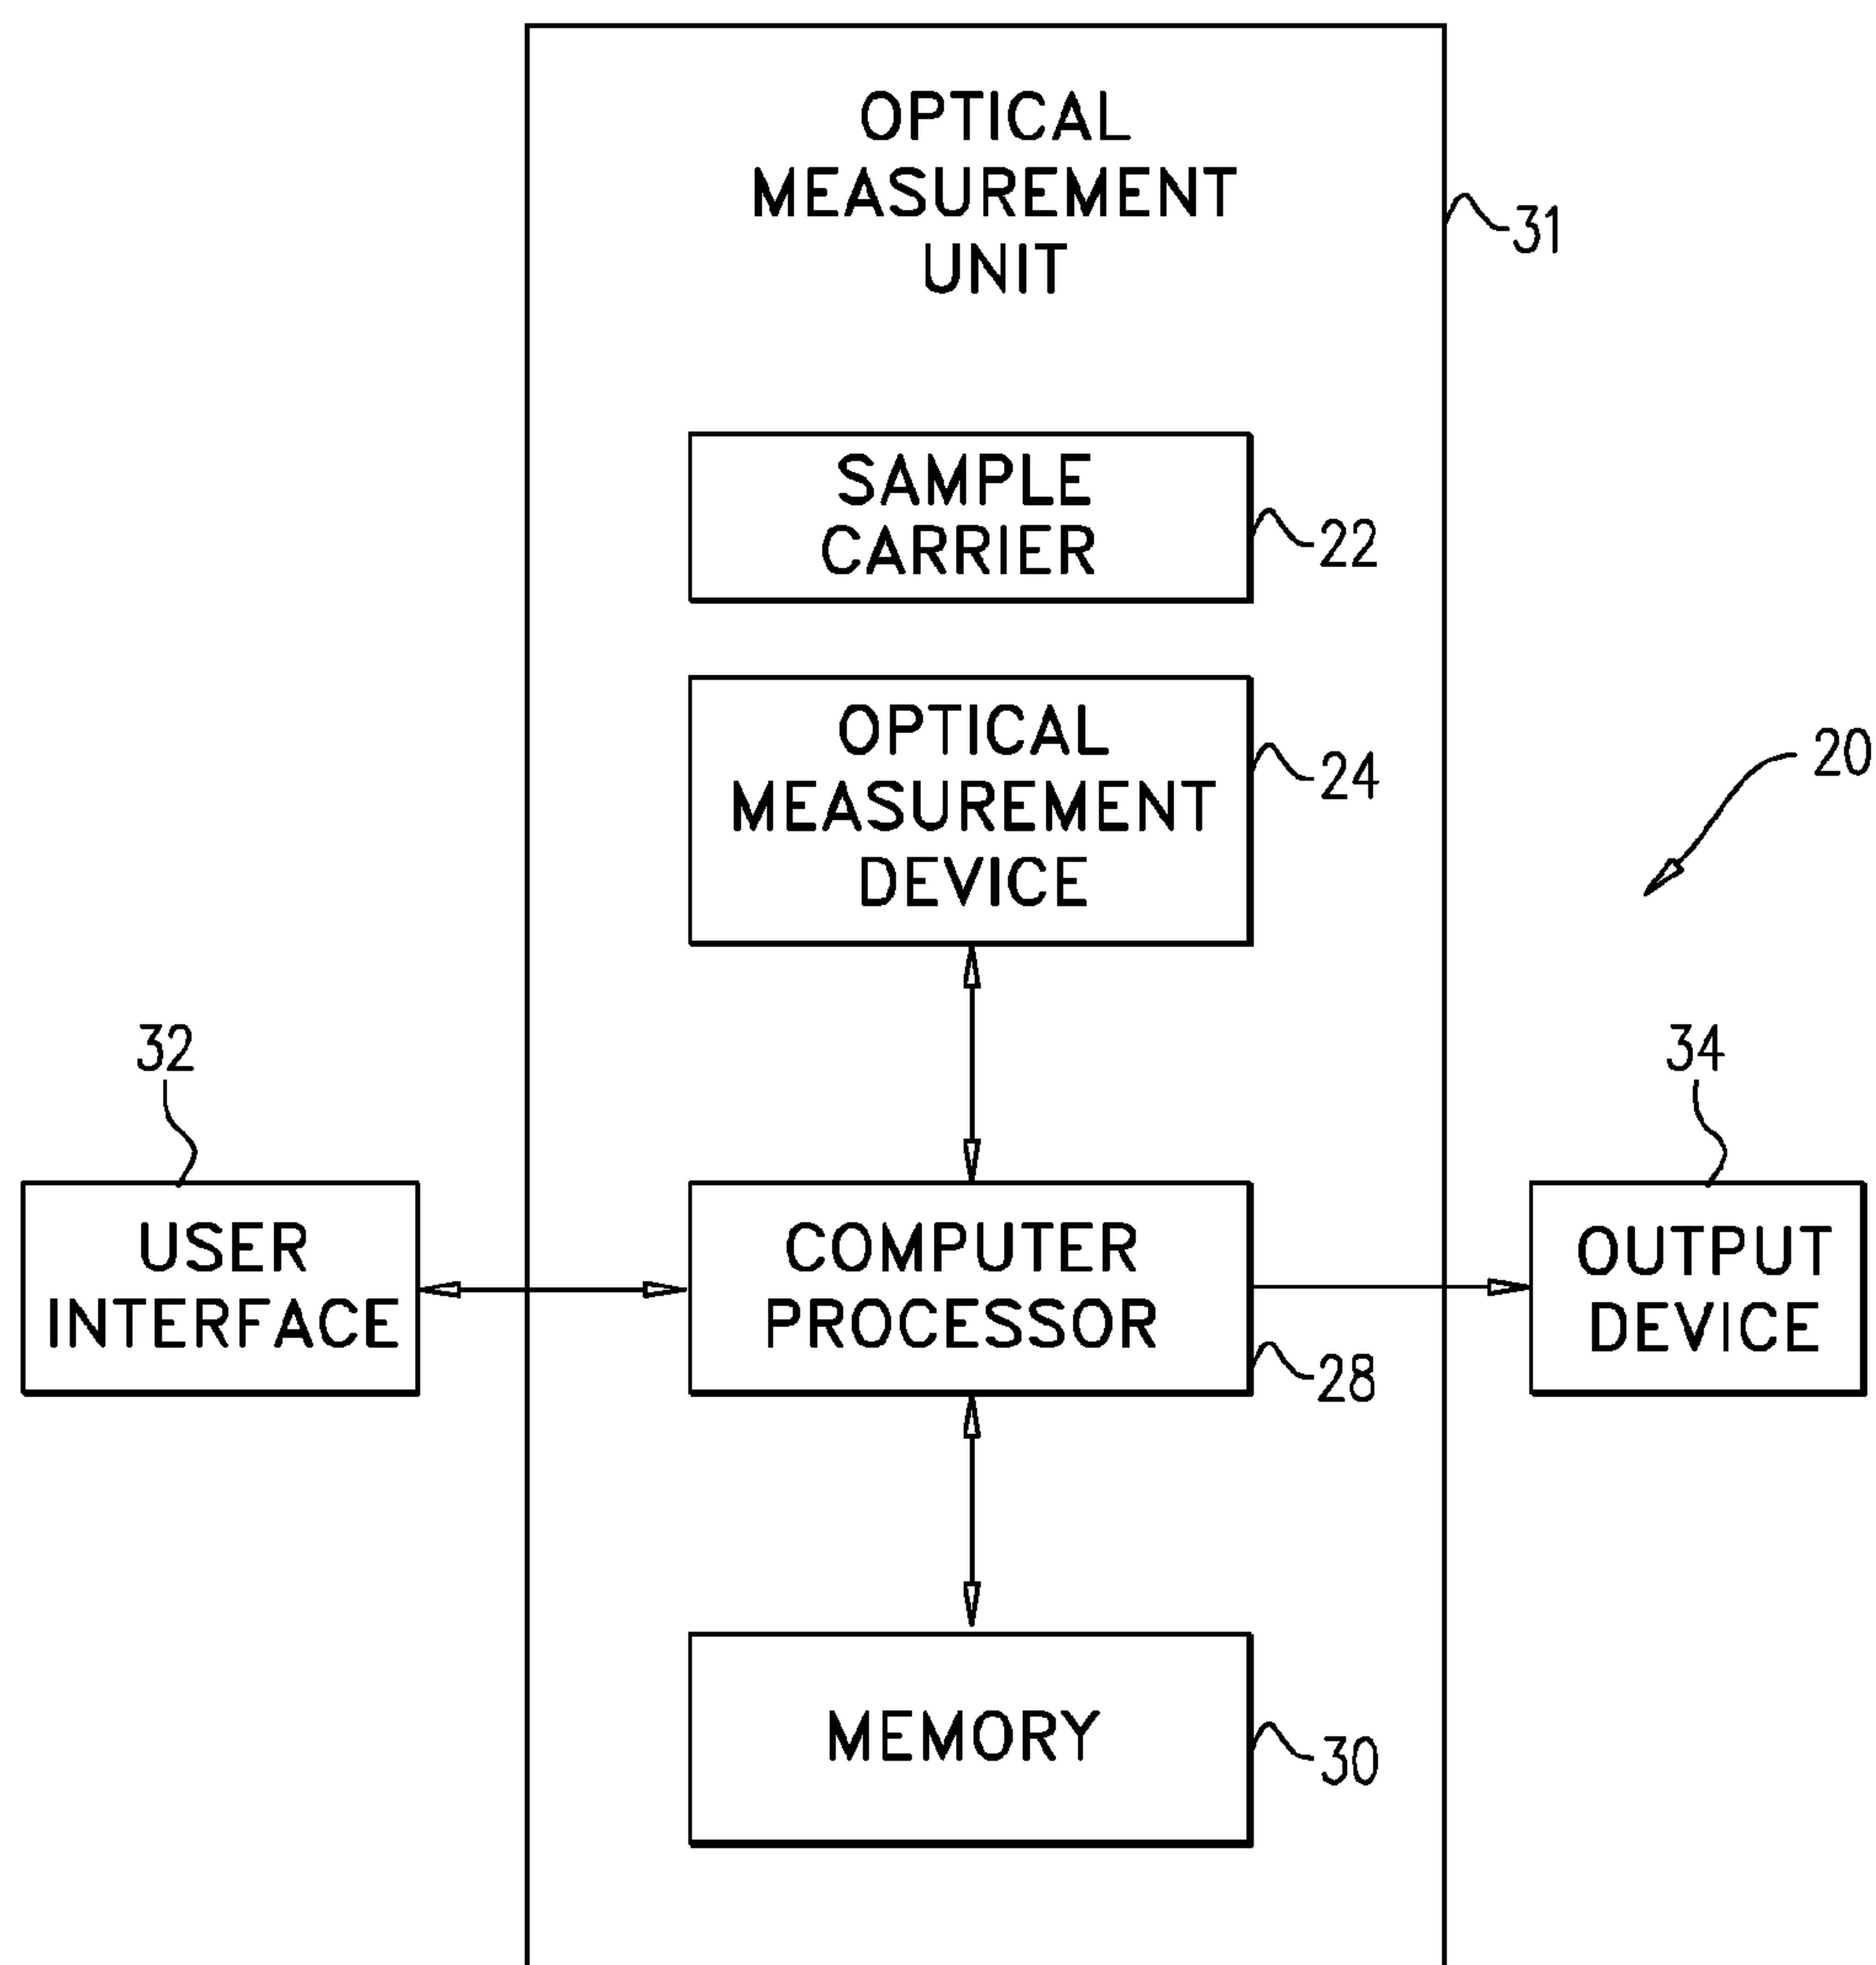 OPTICAL
MEASUREMENT
UNIT
31
SAMPLE
CARRIER
22
OPTICAL
MEASUREMENT
DEVICE
24
20
32
34
USER
INTERFACE
COMPUTER
PROCESSOR
28
OUTPUT
DEVICE
MEMORY
30